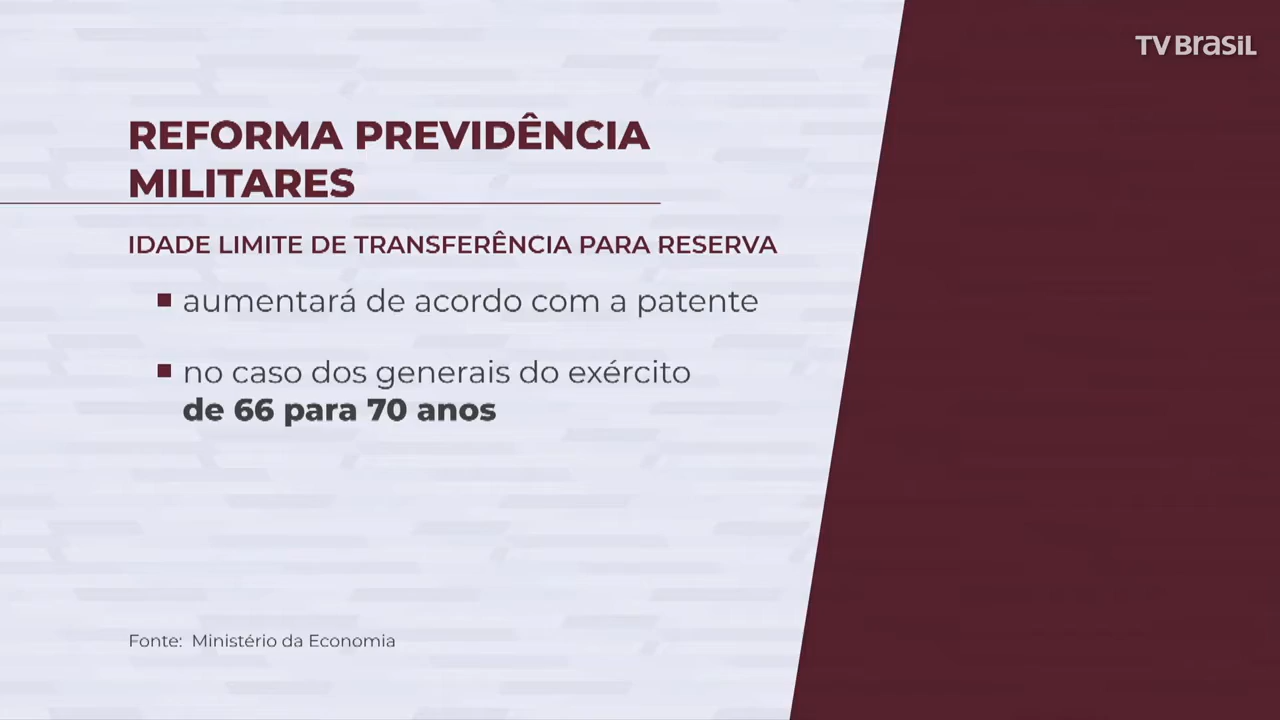 TV BRASIL
REFORMA PREVIDÊNCIA
MILITARES
IDADE LIMITE DE TRANSFERÊNCIA PARA RESERVA
aumentará de acordo com a patente
no caso dos generais do exército
de 66 para 70 anos
Fonte: Ministério da Economia